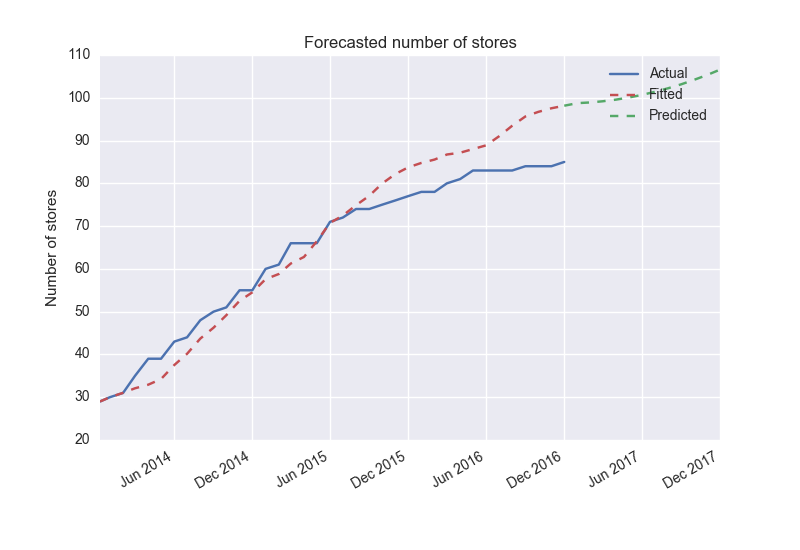 Forecasted number of stores
110
100
90
80
70
60
50
40
30
20
Number of stores
Actual
Fitted
Predicted
Jun 2014
Dec 2014
Jun 2015
Dec 2015
Jun 2016
Dec 2016
Jun 2017
Dec 2017